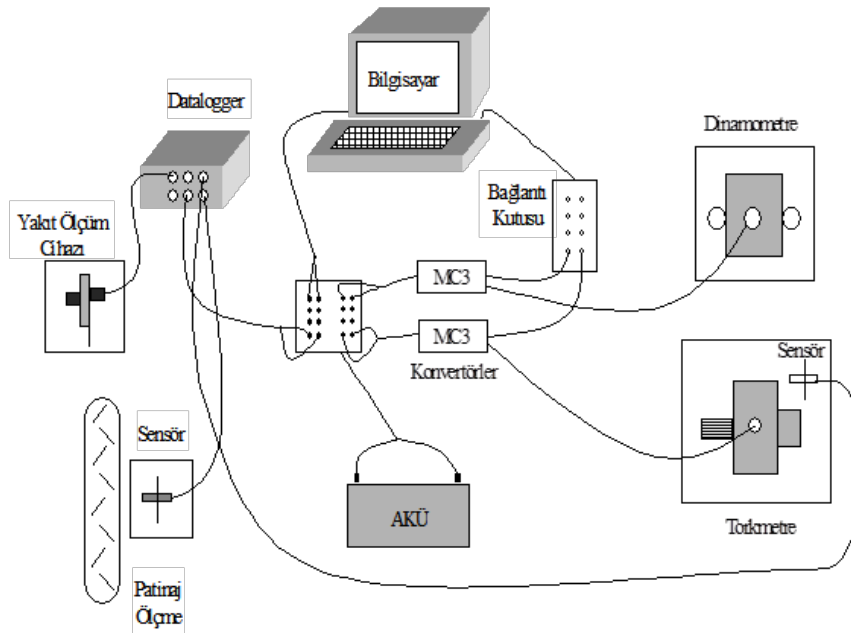 Bilgisayar
Datalogger
Dinamometre
Bağlantı
Kutusu
Yakıt Ölçüm
Cihazı
MC3
MC3
Konvertörler
Sensör
Sensör
AKÜ
Torkmetre
Patinaj
Ölçme